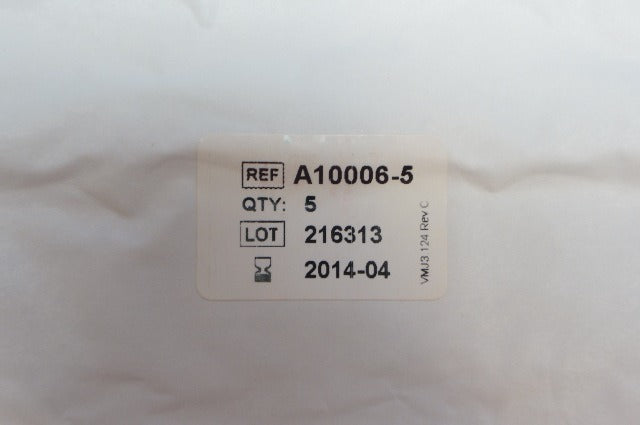 REF A10006-5
QTY: 5
LOT 216313
2014-04
VMJ3 124 Rev C